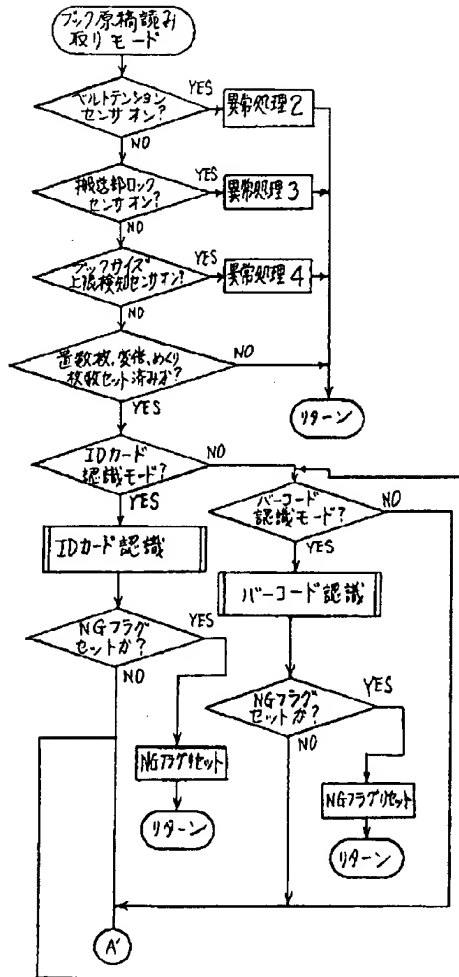 ブック原稿読み
取りモード
ベルトテンション
センサオン?
YES
異常処理2
NO
搬送部ロック
センサオン?
YES
異常処理3
NO
ブックサイズ
上限検知センサオン?
YES
異常処理4
NO
置数枚,変倍,めくり
枚数セット済みか?
NO
YES
リターン
IDカード
認識モード?
NO
YES
バーコード
認識モード?
NO
YES
IDカード認識
バーコード認識
NGフラグ
セットか?
YES
NO
NGフラグ
セットか?
YES
NO
NGフラグリセット
リターン
NGフラグリセット
リターン
A'